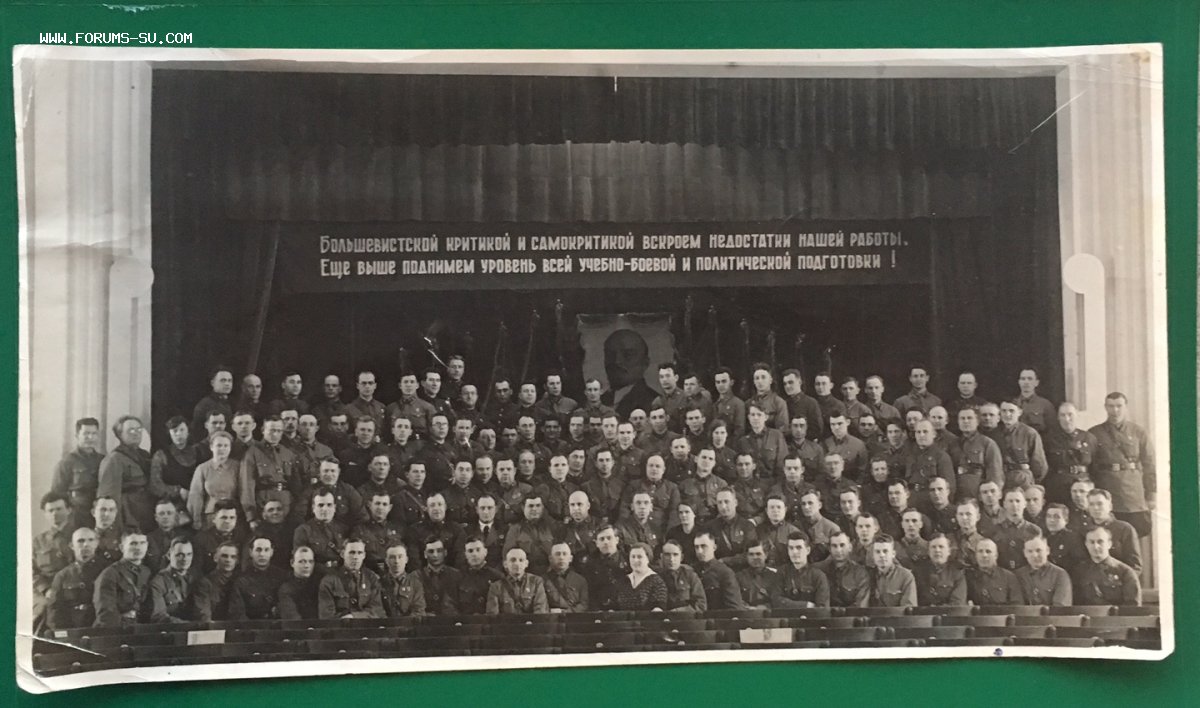 www.forums-su.com
Большевистской критикой и самокритикой вскроем недостатки нашей работы.
Еще выше поднимем уровень всей учебно-боевой и политической подготовки !